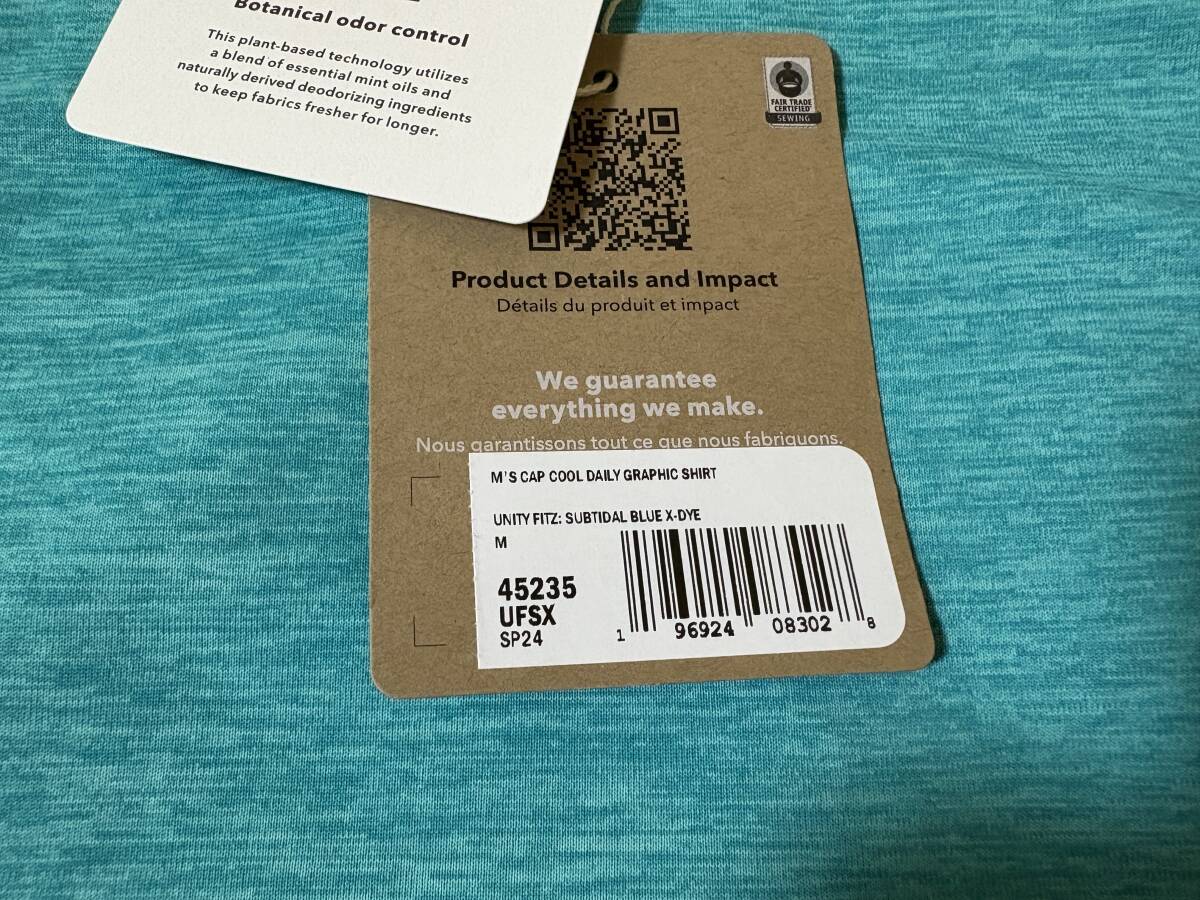 Botanical odor control
This plant-based technology utilizes
a blend of essential mint oils and
naturally derived deodorizing ingredients
to keep fabrics fresher for longer.
FAIR TRADE
CERTIFIED
SEWING
Product Details and Impact
Détails du produit et impact
We guarantee
everything we make.
Nous garantissons tout ce que nous fabriquons.
M'S CAP COOL DAILY GRAPHIC SHIRT
UNITY FITZ: SUBTIDAL BLUE X-DYE
M
45235
UFSX
SP24
1 96924 08302 8